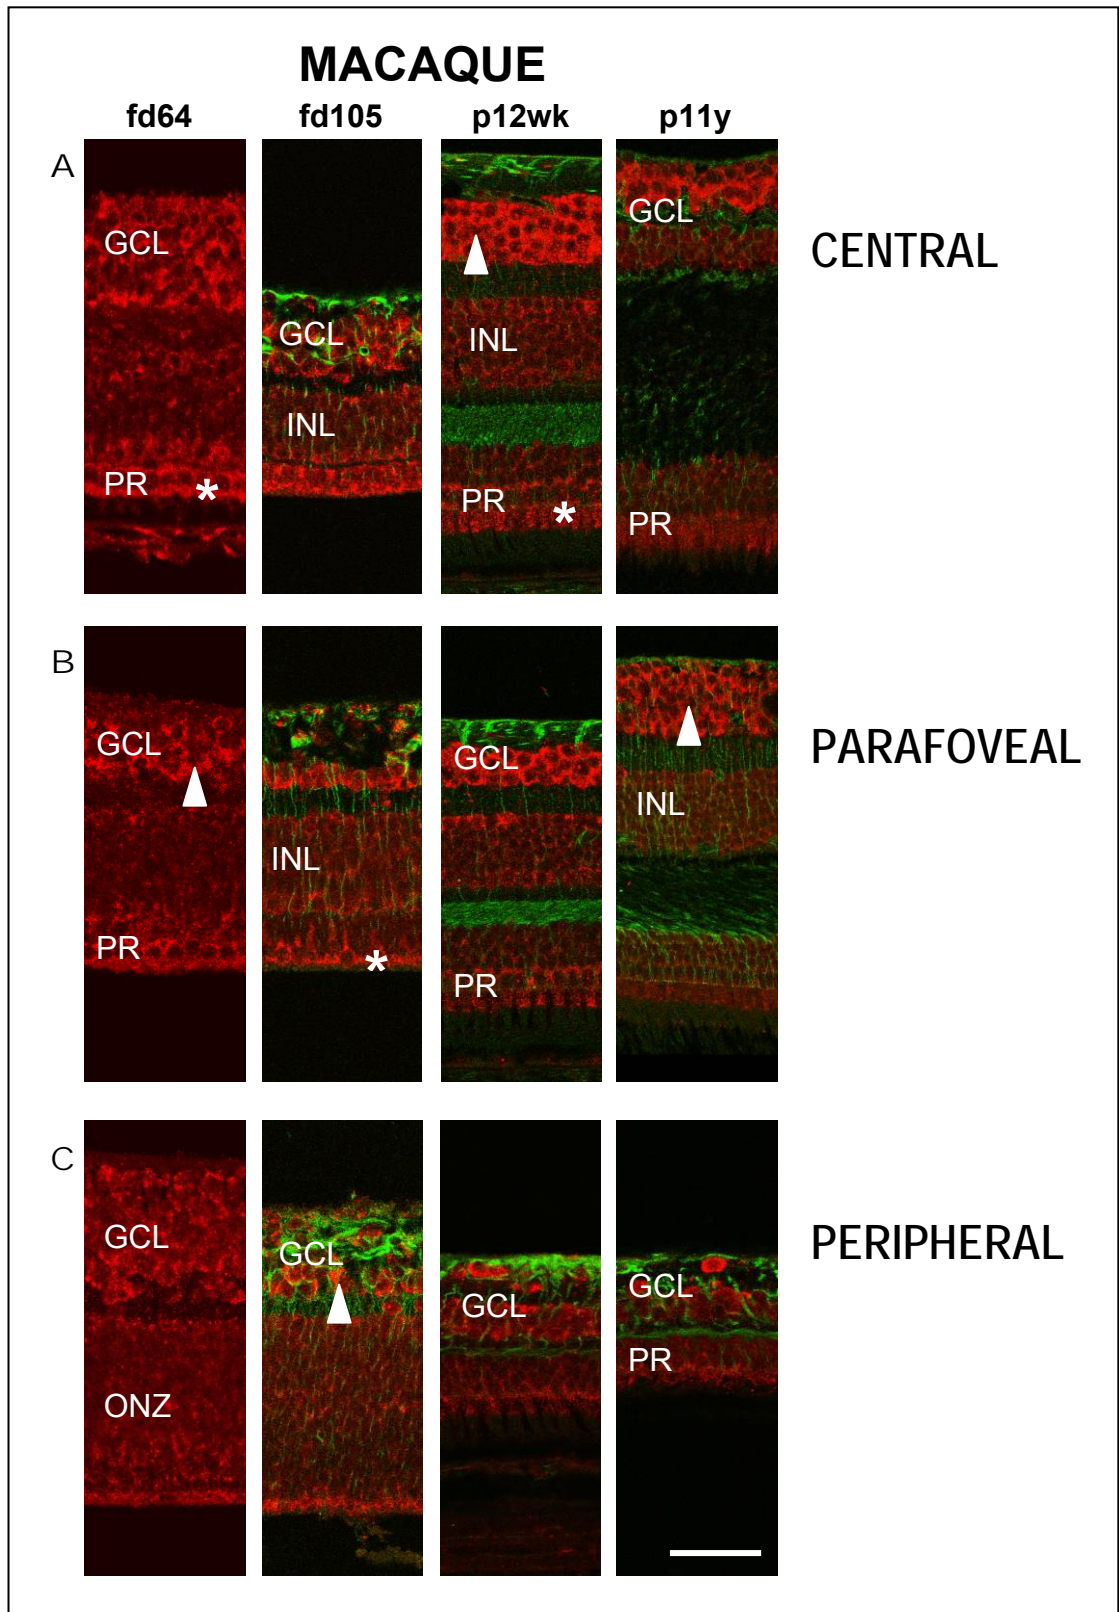 MACAQUE
fd64 fd105 p12wk p11y
A
GCL GCL INL GCL
PR INL PR PR
* *
CENTRAL
B
GCL INL GCL INL
PR PR
*
PARAFOVEAL
C
GCL GCL GCL GCL
ONZ PR
PERIPHERAL